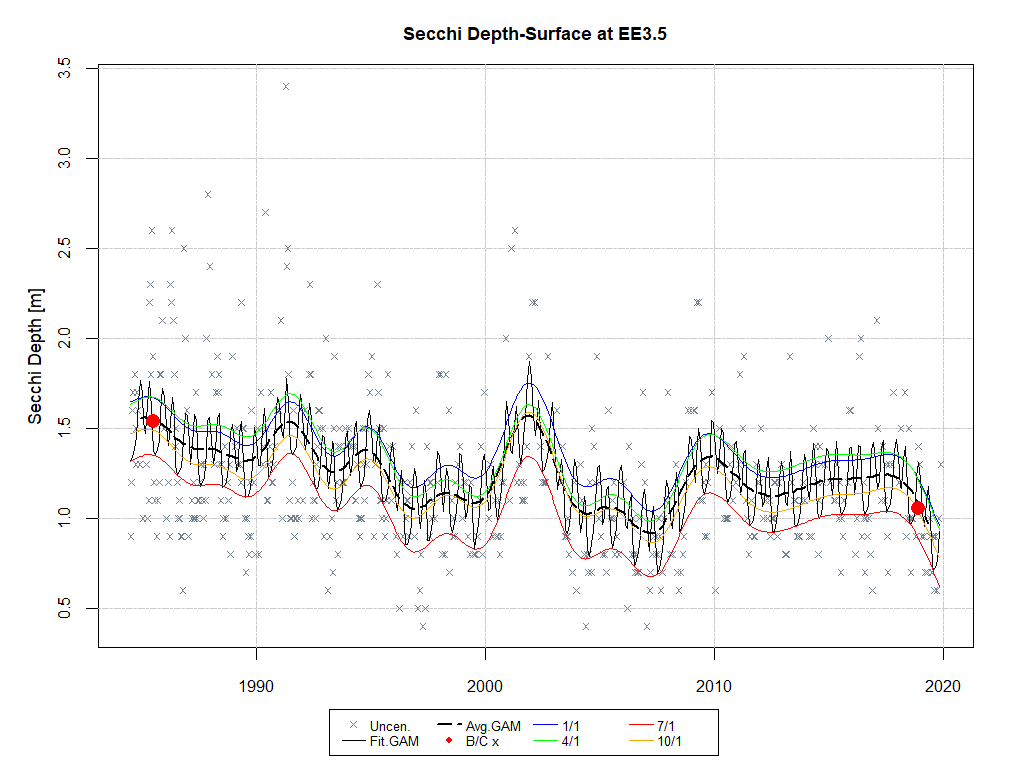 Secchi Depth-Surface at EE3.5
Secchi Depth [m]
3.5
3.0
2.5
2.0
1.5
1.0
0.5
1990 2000 2010 2020
Uncen. Avg.GAM 1/1 7/1
Fit.GAM B/C x 4/1 10/1